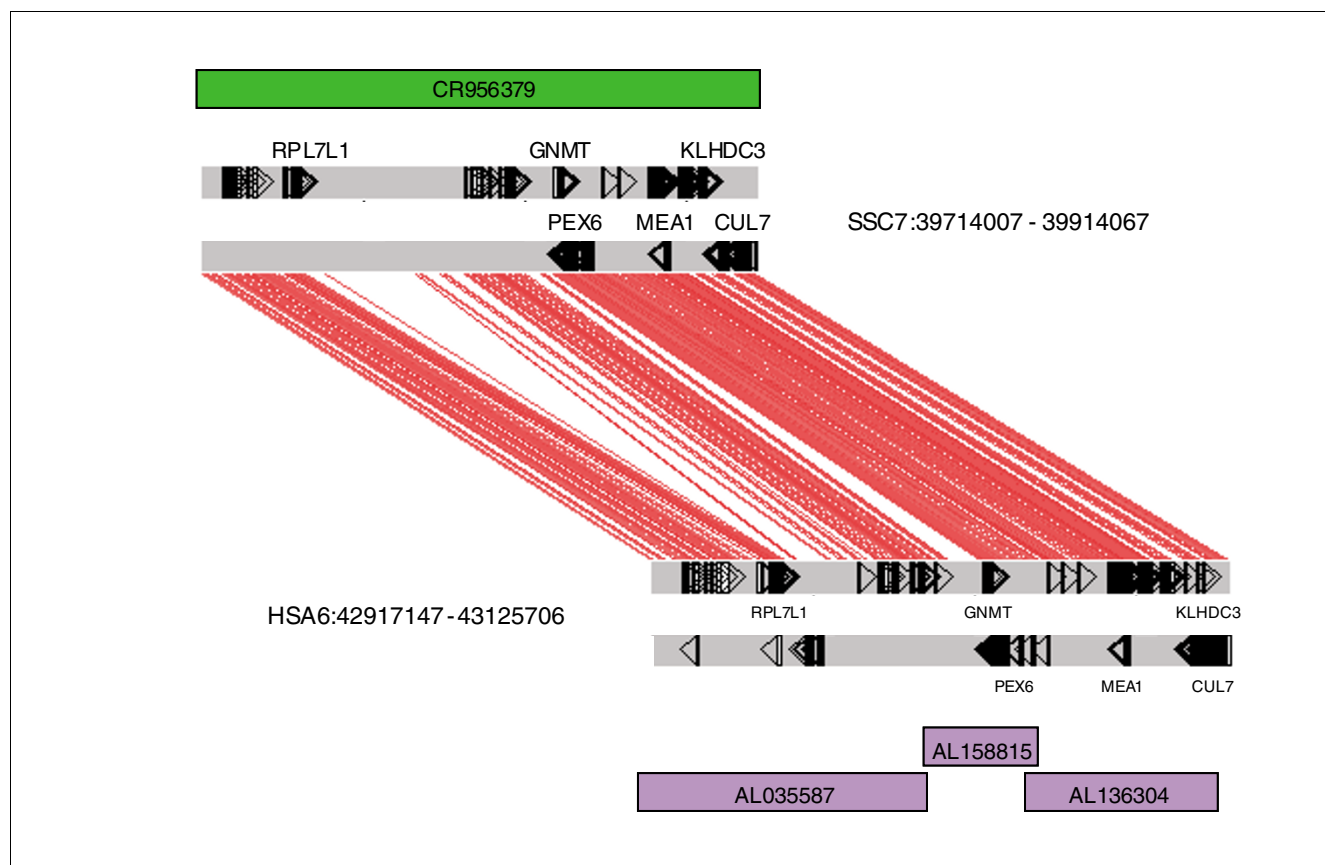 CR956379
RPL7L1 GNMT KLHDC3
PEX6 MEA1 CUL7
SSC7:39714007 - 39914067
HSA6:42917147 - 43125706
RPL7L1 GNMT KLHDC3
PEX6 MEA1 CUL7
AL158815
AL035587 AL136304